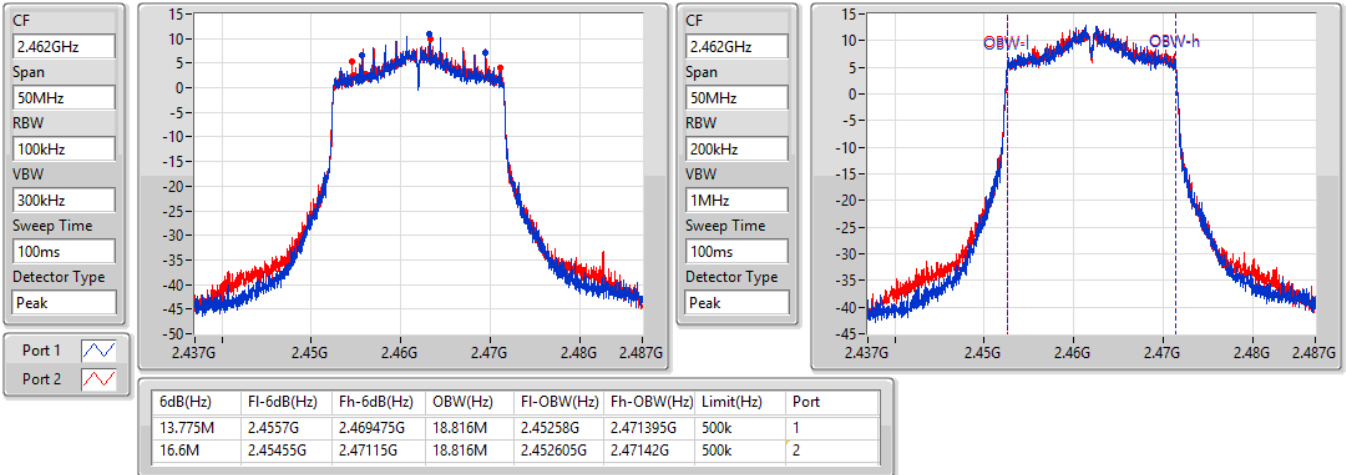 CF
2.462GHz
Span
50MHz
RBW
100kHz
VBW
300kHz
Sweep Time
100ms
Detector Type
Peak
Port 1
Port 2
15
10
5
0
-5
-10
-15
-20
-25
-30
-35
-40
-45
-50
2.437G 2.45G 2.46G 2.47G 2.48G 2.487G
CF
2.462GHz
Span
50MHz
RBW
200kHz
VBW
1MHz
Sweep Time
100ms
Detector Type
Peak
15
10
5
0
-5
-10
-15
-20
-25
-30
-35
-40
-45
OBW-l OBW-h
2.437G 2.45G 2.46G 2.47G 2.48G 2.487G
6dB(Hz) Fl-6dB(Hz) Fh-6dB(Hz) OBW(Hz) Fl-OBW(Hz) Fh-OBW(Hz) Limit(Hz) Port
13.775M 2.4557G 2.469475G 18.816M 2.45258G 2.471395G 500k 1
16.6M 2.45455G 2.47115G 18.816M 2.452605G 2.47142G 500k 2